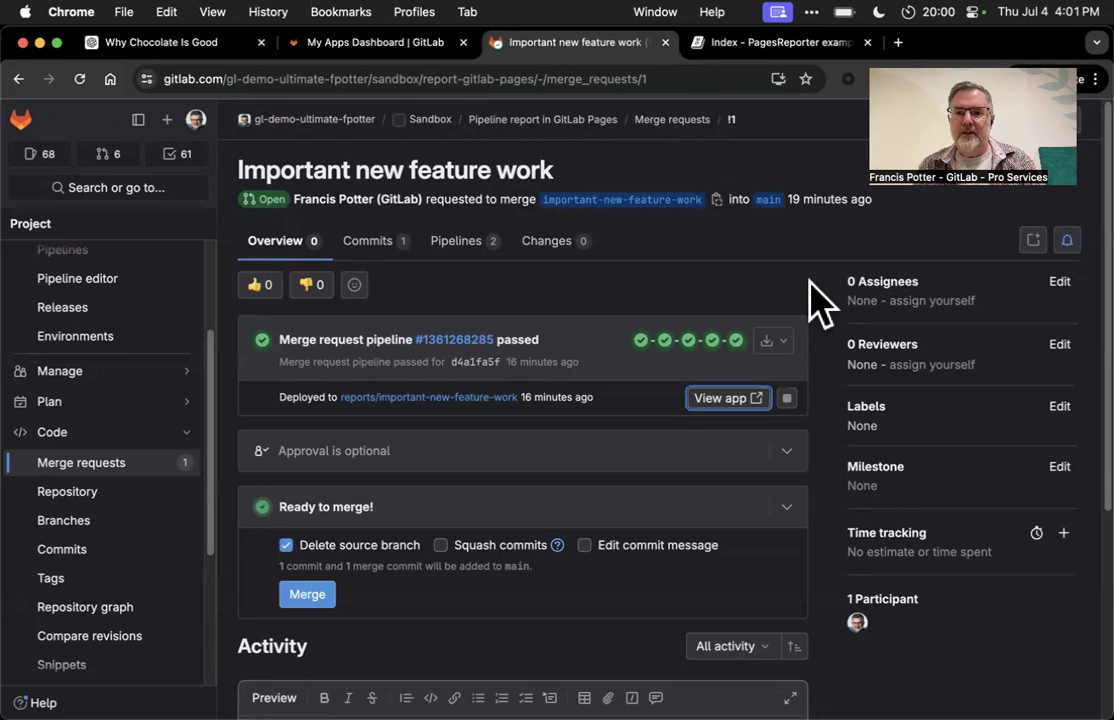 Chrome File Edit View History Bookmarks Profiles Tab Window Help 20:00 Thu Jul 4 4:01 PM
Why Chocolate Is Good My Apps Dashboard | GitLab Important new feature work ( Index - PagesReporter examp
gitlab.com/gl-demo-ultimate-fpotter/sandbox/report-gitlab-pages/-/merge_requests/1
Francis Potter - GitLab - Pro Services
68 6 61
Search or go to...
Project
Pipelines
Pipeline editor
Releases
Environments
Manage
Plan
Code
Merge requests 1
Repository
Branches
Commits
Tags
Repository graph
Compare revisions
Snippets
Help
gl-demo-ultimate-fpotter / Sandbox / Pipeline report in GitLab Pages / Merge requests / !1
Important new feature work
Open Francis Potter (GitLab) requested to merge important-new-feature-work into main 19 minutes ago
Overview 0 Commits 1 Pipelines 2 Changes 0
0 0
Merge request pipeline #1361268285 passed
Merge request pipeline passed for d4a1fa5f 16 minutes ago
Deployed to reports/important-new-feature-work 16 minutes ago View app
Approval is optional
Ready to merge!
Delete source branch Squash commits Edit commit message
1 commit and 1 merge commit will be added to main.
Merge
Activity All activity
Preview
0 Assignees Edit
None - assign yourself
0 Reviewers Edit
None - assign yourself
Labels Edit
None
Milestone Edit
None
Time tracking
No estimate or time spent
1 Participant